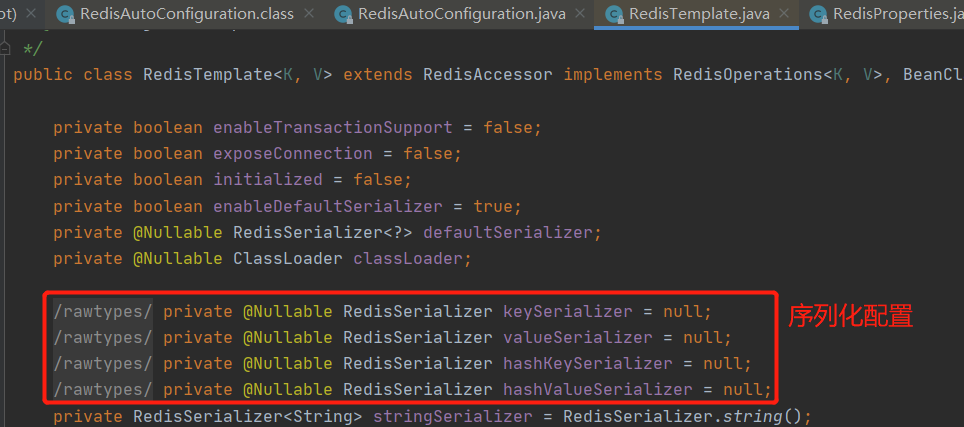 ot) RedisAutoConfiguration.class RedisAutoConfiguration.java RedisTemplate.java RedisProperties.ja
*/
public class RedisTemplate<K, V> extends RedisAccessor implements RedisOperations<K, V>, BeanCl
private boolean enableTransactionSupport = false;
private boolean exposeConnection = false;
private boolean initialized = false;
private boolean enableDefaultSerializer = true;
private @Nullable RedisSerializer<?> defaultSerializer;
private @Nullable ClassLoader classLoader;
/rawtypes/ private @Nullable RedisSerializer keySerializer = null;
/rawtypes/ private @Nullable RedisSerializer valueSerializer = null;
/rawtypes/ private @Nullable RedisSerializer hashKeySerializer = null;
/rawtypes/ private @Nullable RedisSerializer hashValueSerializer = null;
序列化配置
private RedisSerializer<String> stringSerializer = RedisSerializer.string();